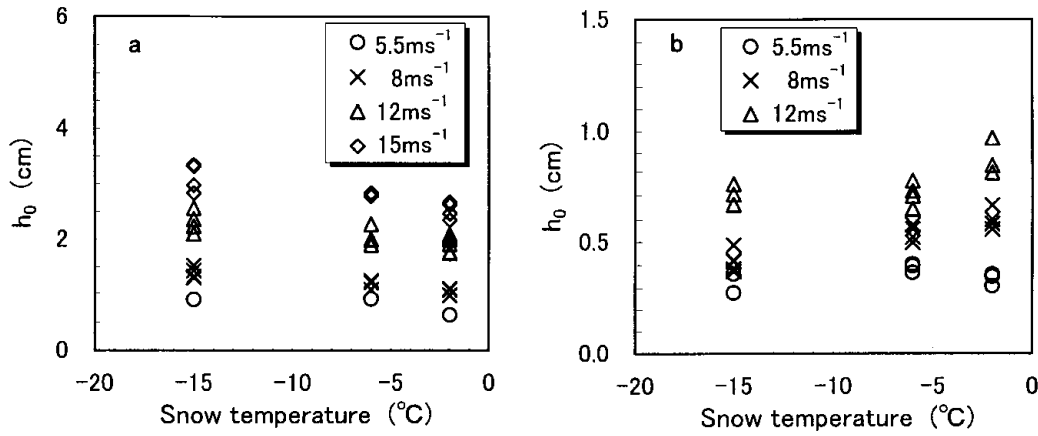 a
5.5ms⁻¹
8ms⁻¹
12ms⁻¹
15ms⁻¹
6
4
2
0
h₀ (cm)
-20 -15 -10 -5 0
Snow temperature (℃)
b
5.5ms⁻¹
8ms⁻¹
12ms⁻¹
1.5
1.0
0.5
0.0
h₀ (cm)
-20 -15 -10 -5 0
Snow temperature (℃)